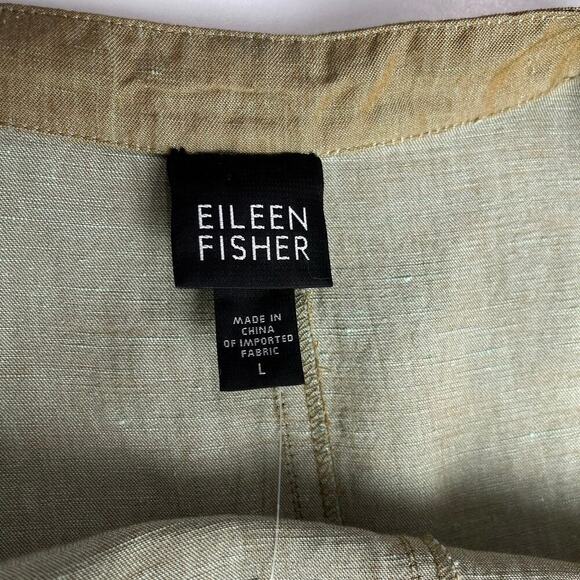 EILEEN
FISHER
MADE IN
CHINA
OF IMPORTED
FABRIC
L